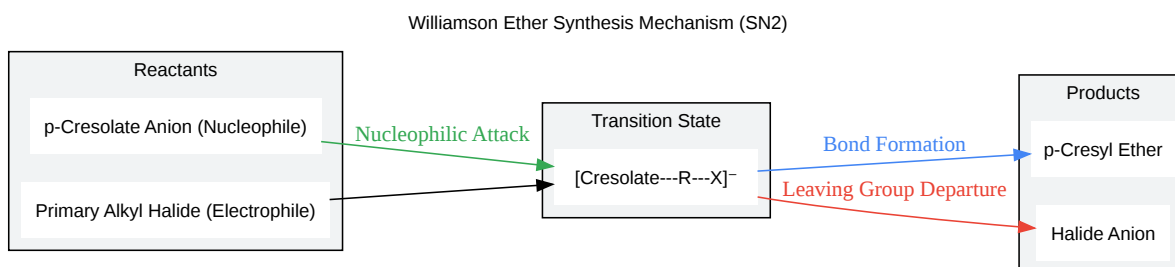 Williamson Ether Synthesis Mechanism (SN2)
Reactants
p-Cresolate Anion (Nucleophile)
Primary Alkyl Halide (Electrophile)
Nucleophilic Attack
Transition State
[Cresolate---R---X]⁻
Bond Formation
Leaving Group Departure
Products
p-Cresyl Ether
Halide Anion